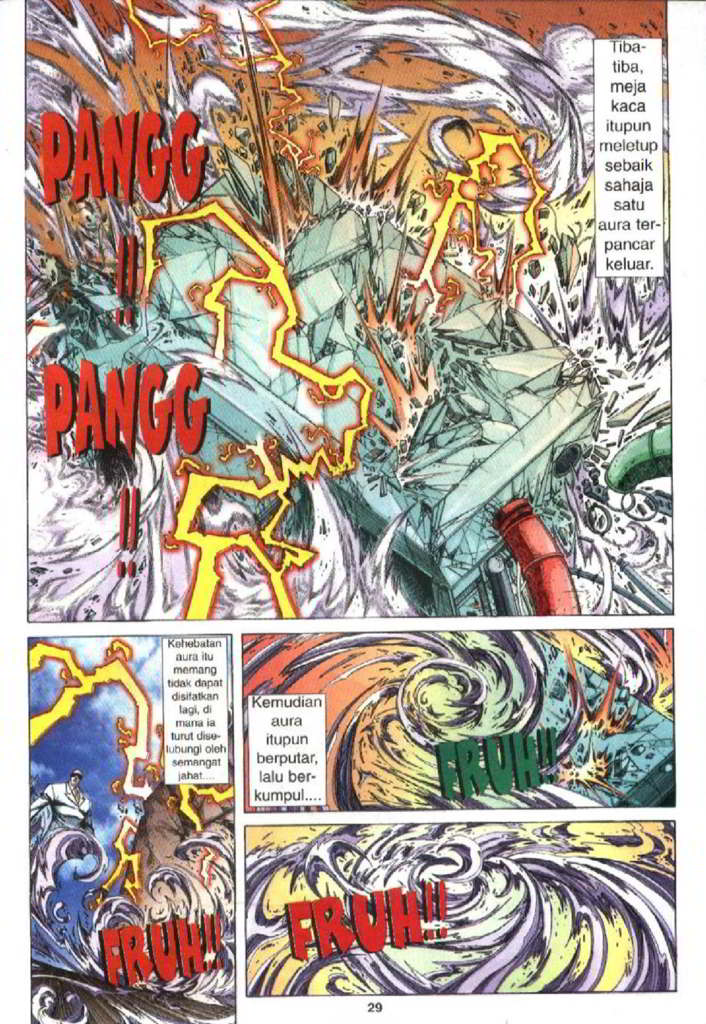 Tiba-
tiba,
meja
kaca
itupun
meletup
sebaik
sahaja
satu
aura ter-
pancar
keluar.
PANGG
!!
PANGG
!!
Kehebatan
aura itu
memang
tidak dapat
disifatkan
lagi, di
mana ia
turut dise-
lubungi oleh
semangat
jahat....
FRUH!!
Kemudian
aura
itupun
berputar,
lalu ber-
kumpul....
FRUH!!
FRUH!!
29